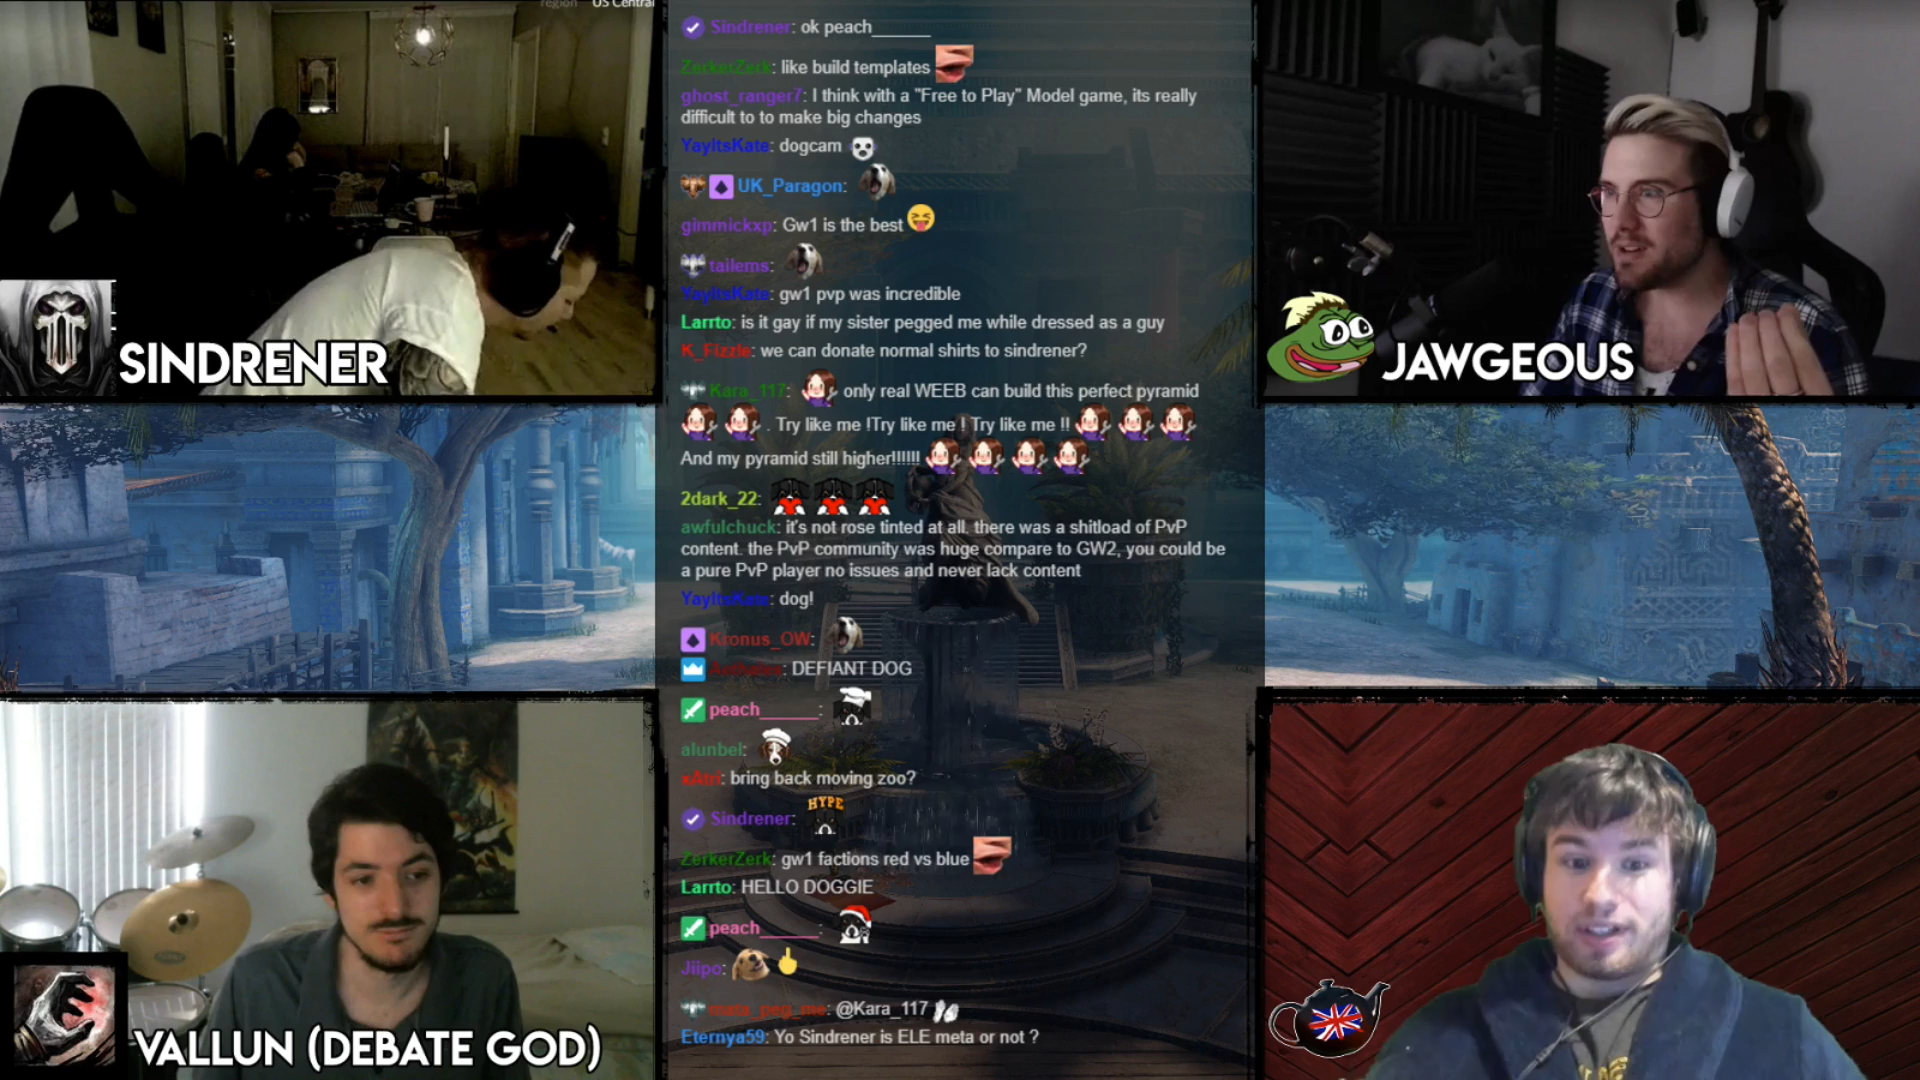 region US Central
Sindrener: ok peach______
ZerkerZerk: like build templates
ghost_ranger7: I think with a "Free to Play" Model game, its really
difficult to to make big changes
YayItsKate: dogcam
UK_Paragon:
gimmickxp: Gw1 is the best
tailems:
YayItsKate: gw1 pvp was incredible
Larrto: is it gay if my sister pegged me while dressed as a guy
K_Fizzle: we can donate normal shirts to sindrener?
Kara_117: only real WEEB can build this perfect pyramid
. Try like me !Try like me ! Try like me !!
And my pyramid still higher!!!!!!
2dark_22:
awfulchuck: it's not rose tinted at all. there was a shitload of PvP
content. the PvP community was huge compare to GW2, you could be
a pure PvP player no issues and never lack content
YayItsKate: dog!
Kronus_OW:
: DEFIANT DOG
peach______:
alunbel:
xAtri: bring back moving zoo?
HYPE
Sindrener:
ZerkerZerk: gw1 factions red vs blue
Larrto: HELLO DOGGIE
peach______:
Jiipo:
: @Kara_117
Eternya59: Yo Sindrener is ELE meta or not ?
SINDRENER
JAWGEOUS
VALLUN (DEBATE GOD)